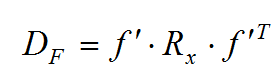 D_F = f' · R_x · f'^T